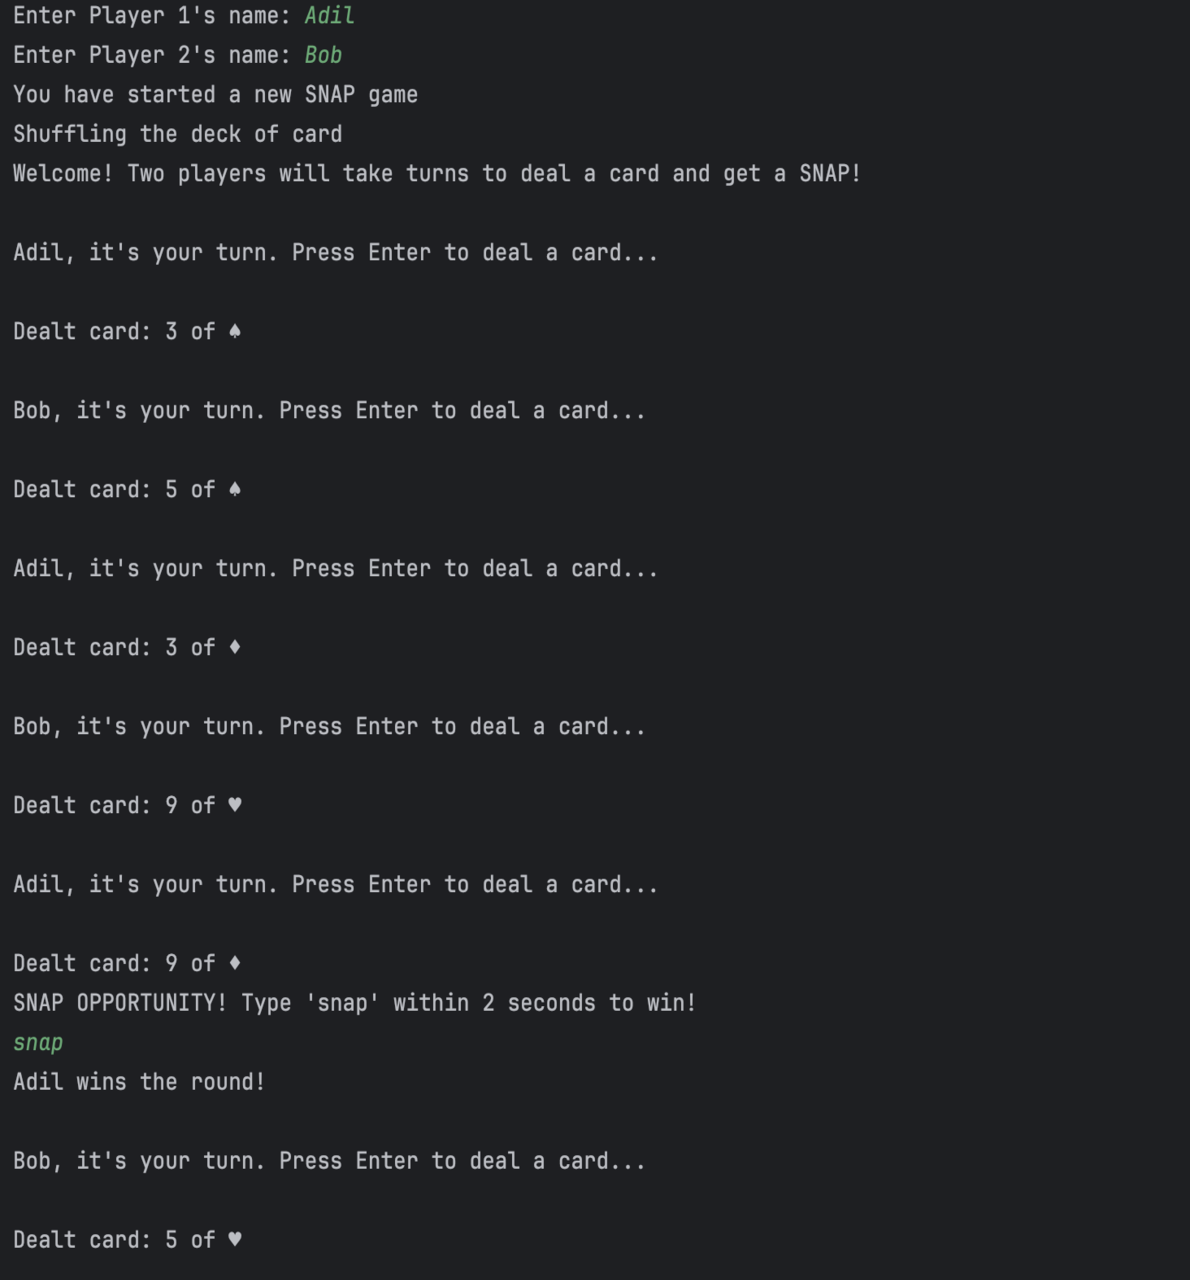 Enter Player 1's name: Adil
Enter Player 2's name: Bob
You have started a new SNAP game
Shuffling the deck of card
Welcome! Two players will take turns to deal a card and get a SNAP!
Adil, it's your turn. Press Enter to deal a card...
Dealt card: 3 of ♠
Bob, it's your turn. Press Enter to deal a card...
Dealt card: 5 of ♠
Adil, it's your turn. Press Enter to deal a card...
Dealt card: 3 of ♦
Bob, it's your turn. Press Enter to deal a card...
Dealt card: 9 of ♥
Adil, it's your turn. Press Enter to deal a card...
Dealt card: 9 of ♦
SNAP OPPORTUNITY! Type 'snap' within 2 seconds to win!
snap
Adil wins the round!
Bob, it's your turn. Press Enter to deal a card...
Dealt card: 5 of ♥